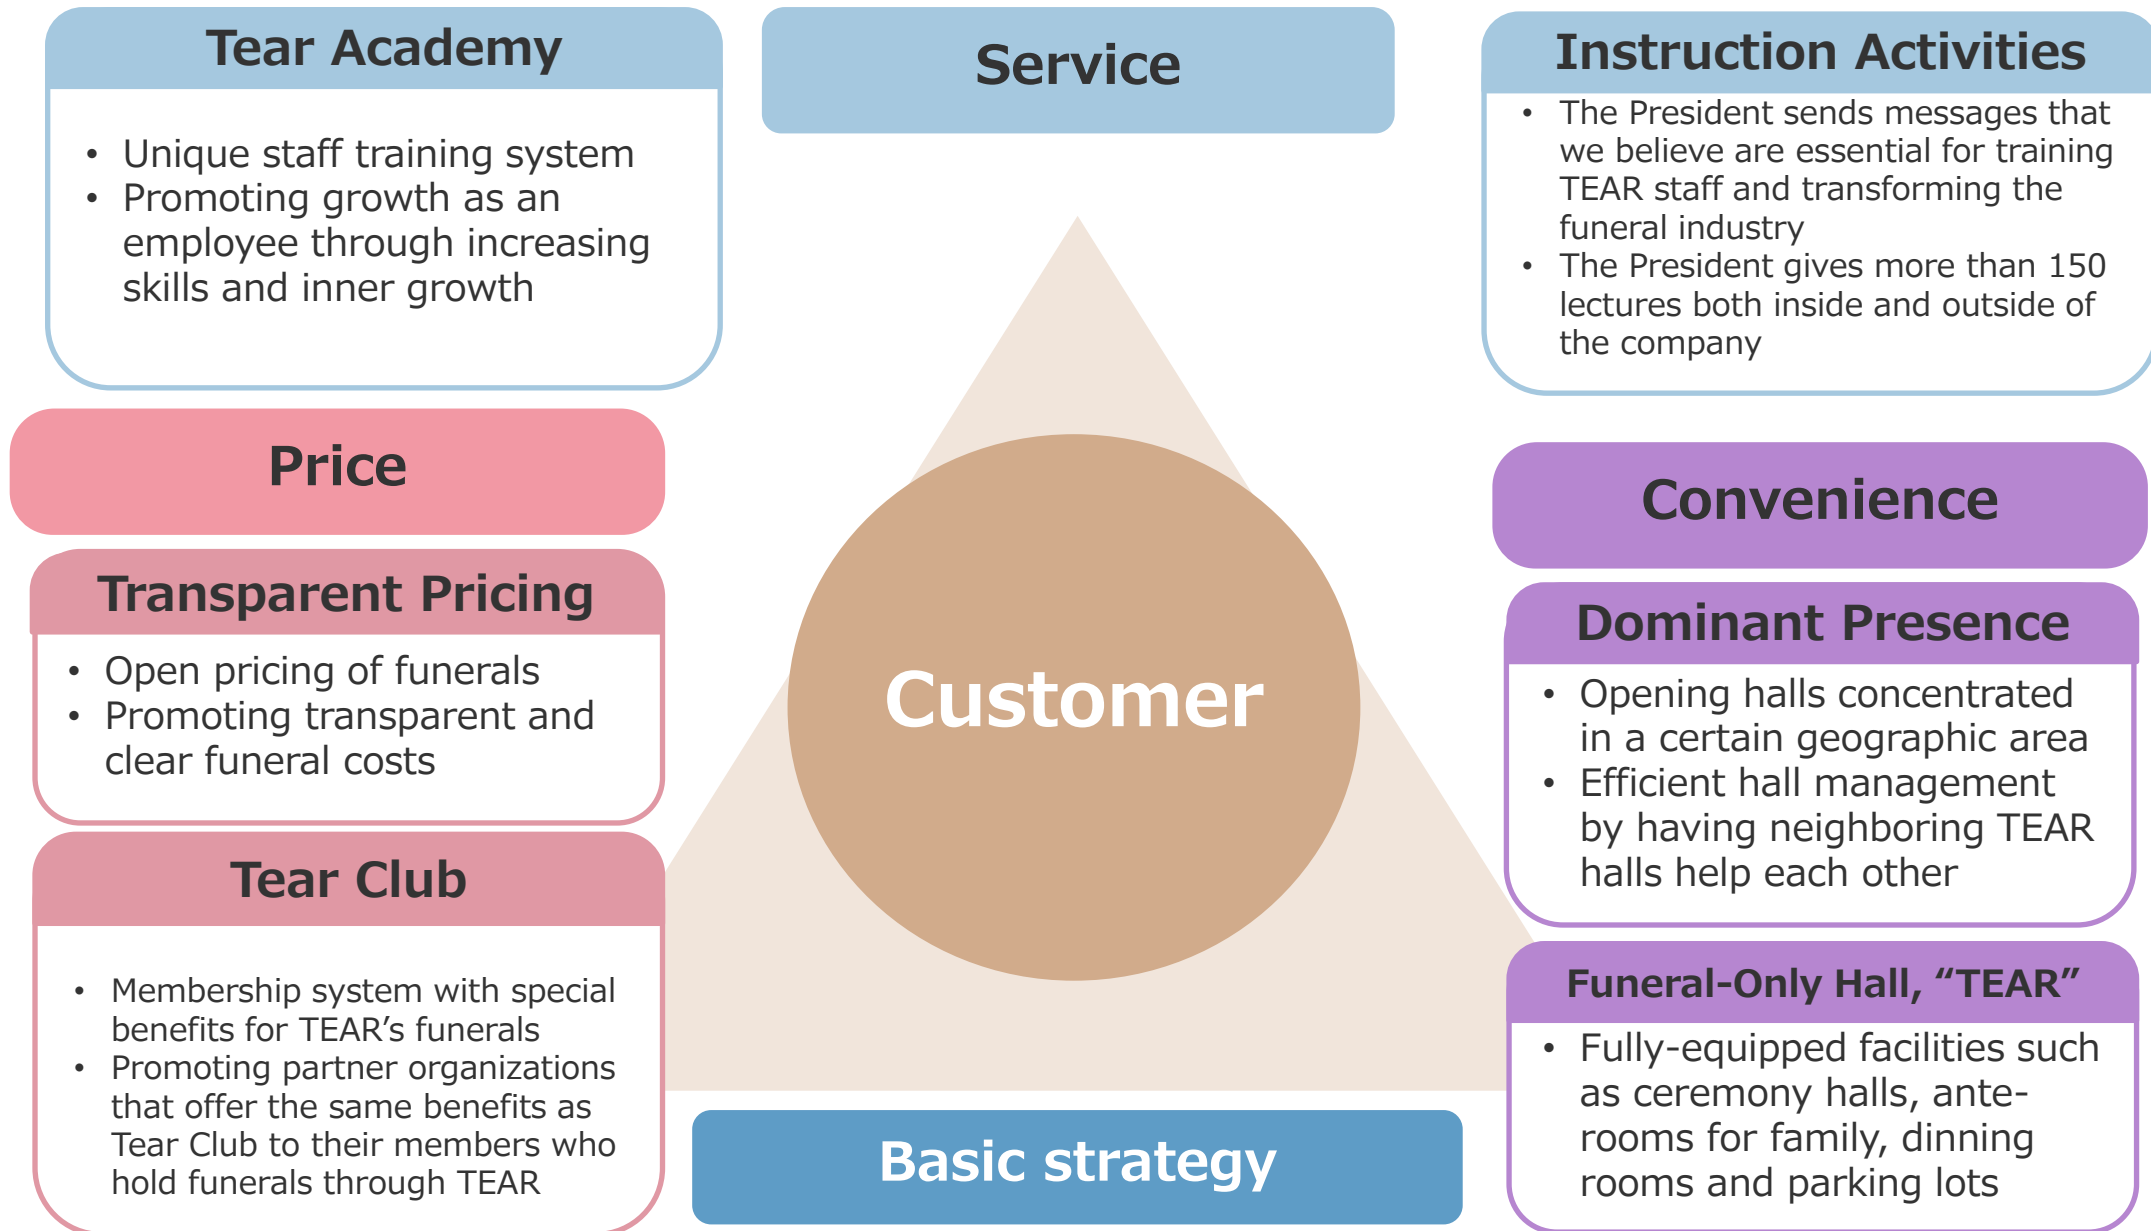 Tear Academy
• Unique staff training system
• Promoting growth as an
employee through increasing
skills and inner growth
Service
Instruction Activities
• The President sends messages that
we believe are essential for training
TEAR staff and transforming the
funeral industry
• The President gives more than 150
lectures both inside and outside of
the company
Price
Transparent Pricing
• Open pricing of funerals
• Promoting transparent and
clear funeral costs
Tear Club
• Membership system with special
benefits for TEAR’s funerals
• Promoting partner organizations
that offer the same benefits as
Tear Club to their members who
hold funerals through TEAR
Customer
Basic strategy
Convenience
Dominant Presence
• Opening halls concentrated
in a certain geographic area
• Efficient hall management
by having neighboring TEAR
halls help each other
Funeral-Only Hall, “TEAR”
• Fully-equipped facilities such
as ceremony halls, ante-
rooms for family, dinning
rooms and parking lots